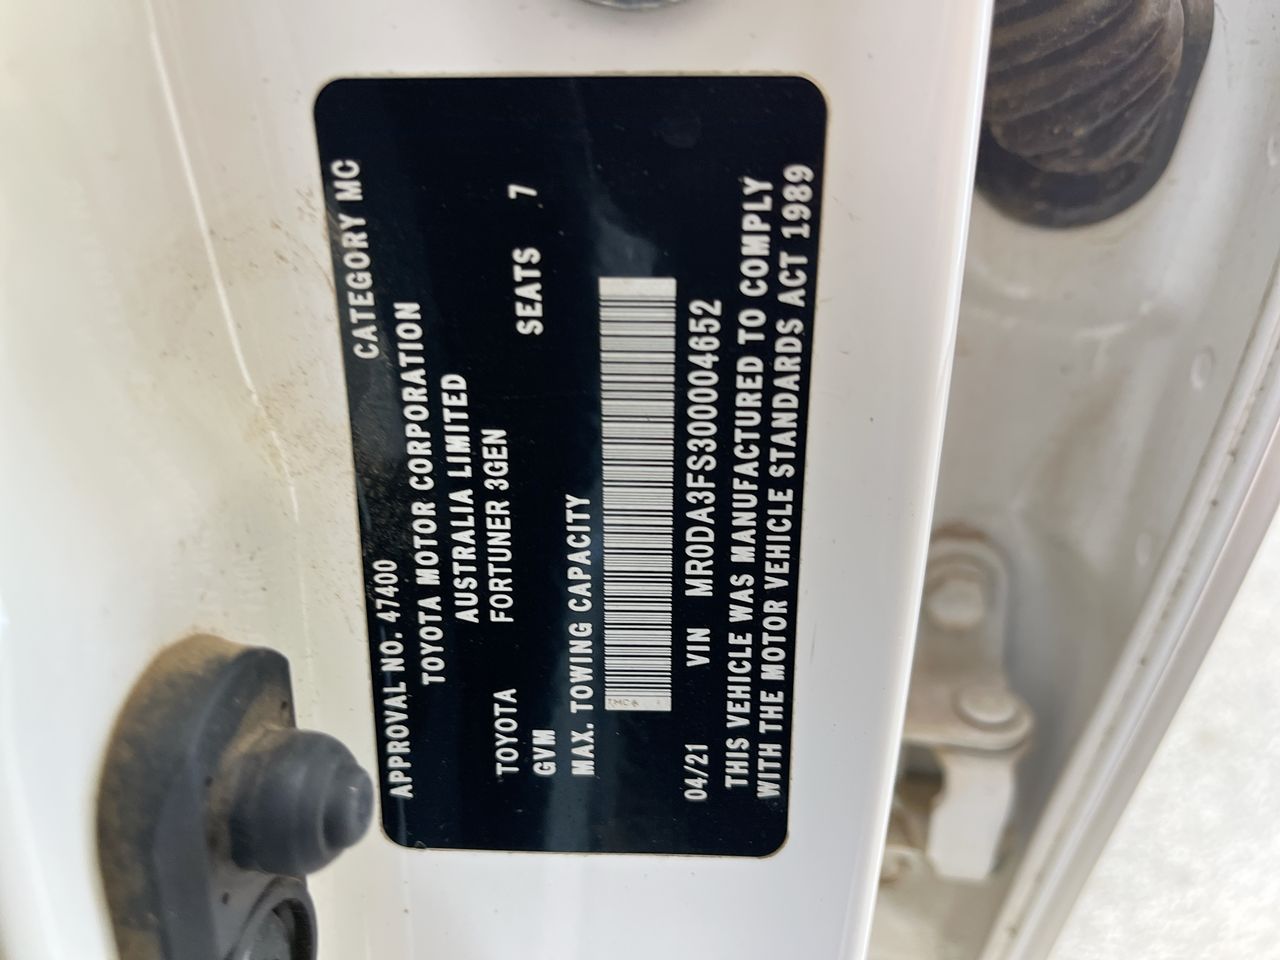 APPROVAL NO. 47400 CATEGORY MC
TOYOTA MOTOR CORPORATION
AUSTRALIA LIMITED
TOYOTA FORTUNER 3GEN
GVM SEATS 7
MAX. TOWING CAPACITY
04/21 VIN MR0DA3FS300004652
THIS VEHICLE WAS MANUFACTURED TO COMPLY
WITH THE MOTOR VEHICLE STANDARDS ACT 1989